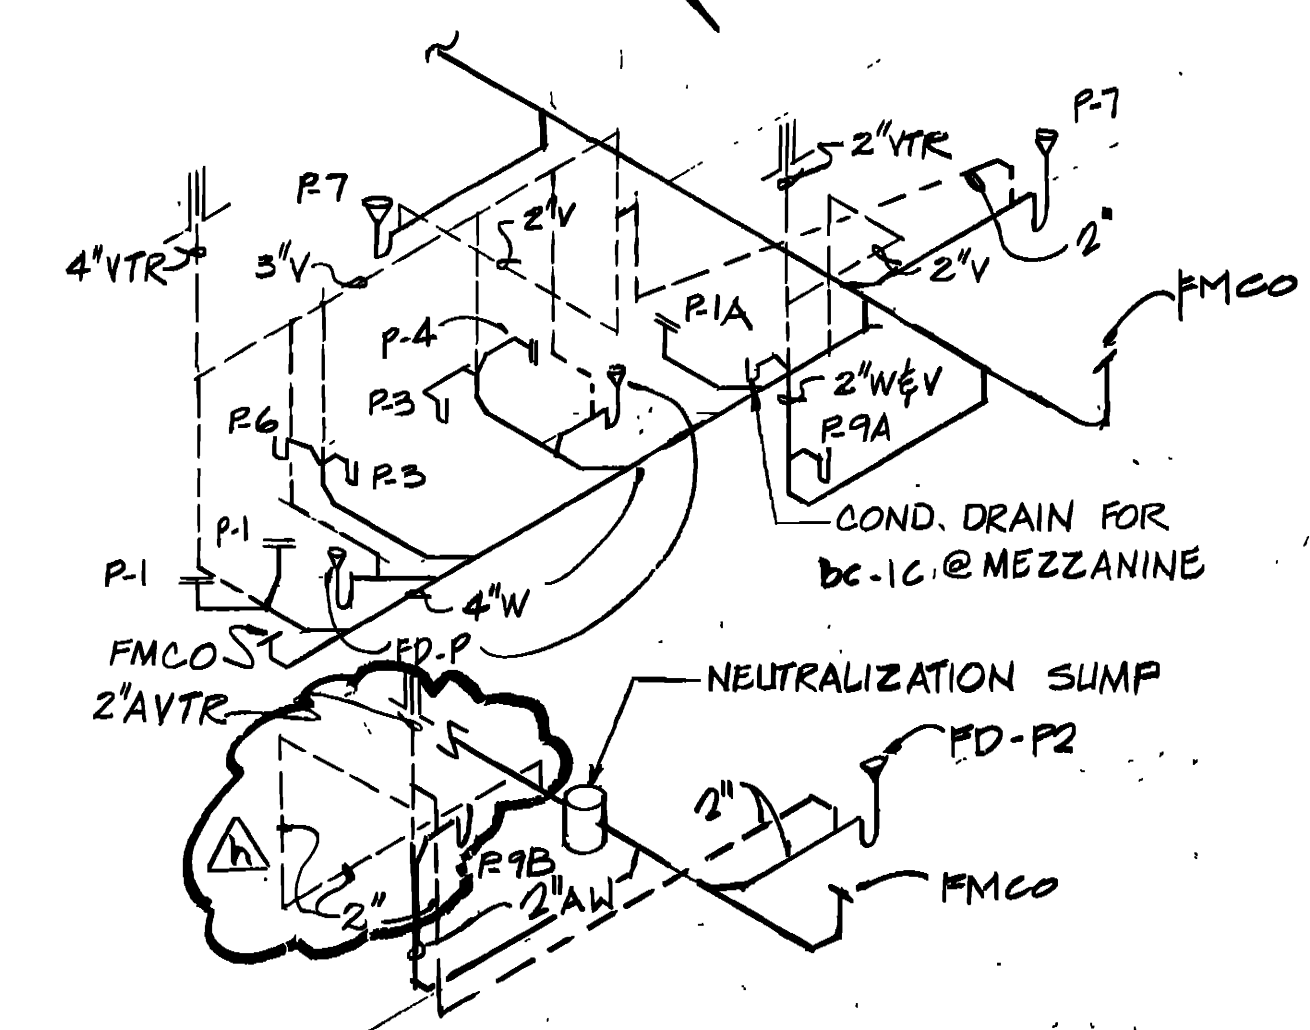 P-7
2"VTR
P-7
2"V
2"
4"VTR
3"V
2"V
FMCO
P-1A
P-4
2"W&V
P-3
P-9A
P-6
P-3
COND. DRAIN FOR
P-1
BC-1C, @ MEZZANINE
P-1
4"W
FMCO
FD-P
NEUTRALIZATION SUMP
2"AVTR
FD-P2
2"
P-9B
FMCO
2"AW
2"